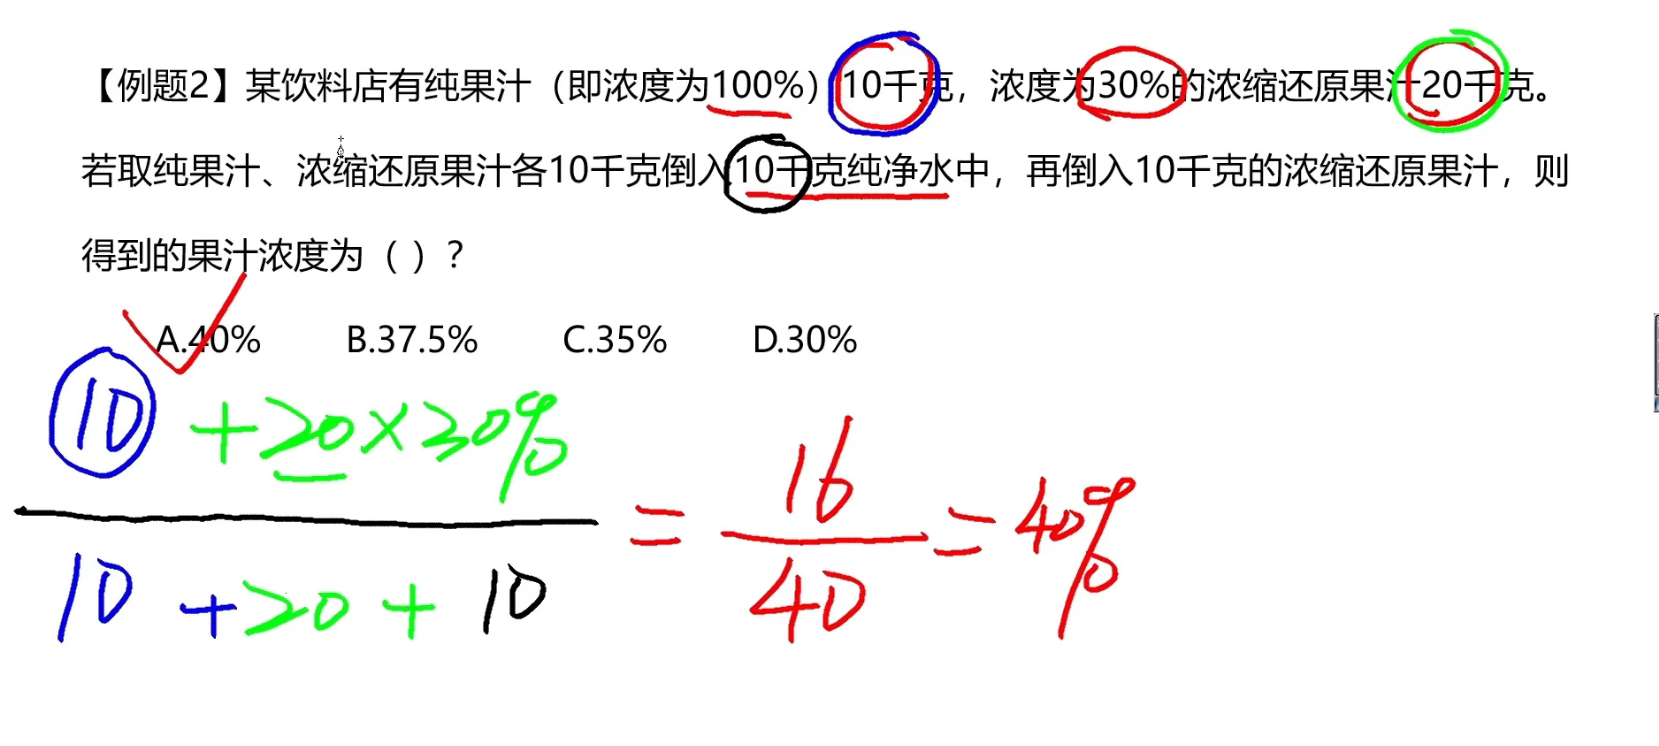 【例题2】某饮料店有纯果汁（即浓度为100%）10千克，浓度为30%的浓缩还原果汁20千克。
若取纯果汁、浓缩还原果汁各10千克倒入10千克纯净水中，再倒入10千克的浓缩还原果汁，则
得到的果汁浓度为（ ）？
A.40% B.37.5% C.35% D.30%
10 + 20 × 30%
10 + 20 + 10
= 16
40
= 40%